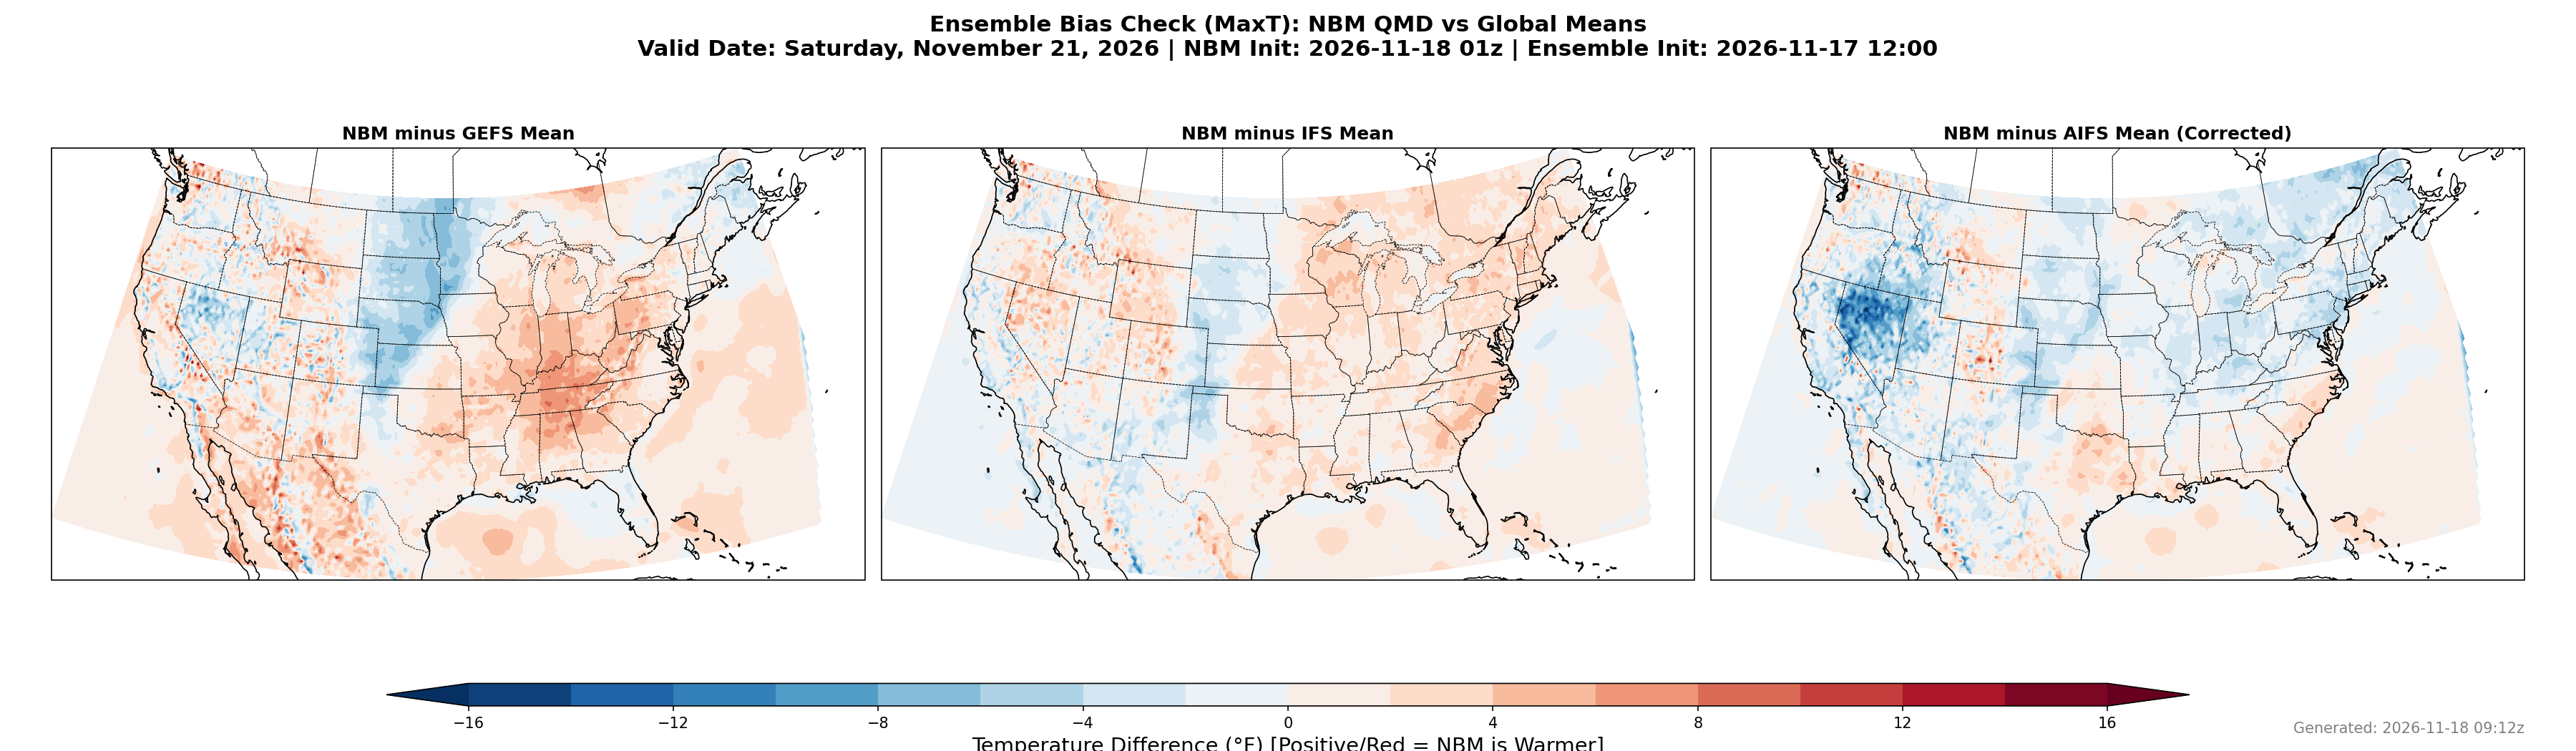 Ensemble Bias Check (MaxT): NBM QMD vs Global Means
Valid Date: Saturday, November 21, 2026 | NBM Init: 2026-11-18 01z | Ensemble Init: 2026-11-17 12:00
NBM minus GEFS Mean
NBM minus IFS Mean
NBM minus AIFS Mean (Corrected)
−16 −12 −8 −4 0 4 8 12 16
Temperature Difference (°F) [Positive/Red = NBM is Warmer]
Generated: 2026-11-18 09:12z